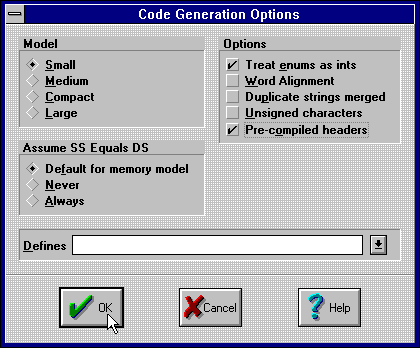 Code Generation Options
Model
Small
Medium
Compact
Large
Assume SS Equals DS
Default for memory model
Never
Always
Options
Treat enums as ints
Word Alignment
Duplicate strings merged
Unsigned characters
Pre-compiled headers
Defines
OK
Cancel
? Help